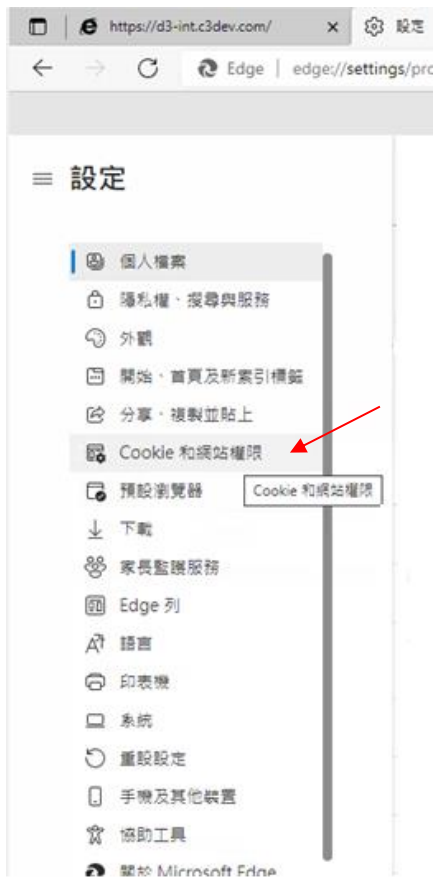 https://d3-int.c3dev.com/
設定
Edge
edge://settings/pro
設定
個人檔案
隱私權、搜尋與服務
外觀
開始、首頁及新索引標籤
分享、複製並貼上
Cookie 和網站權限
預設瀏覽器
Cookie 和網站權限
下載
家長監護服務
Edge 列
語言
印表機
系統
重設設定
手機及其他裝置
協助工具
關於 Microsoft Edge